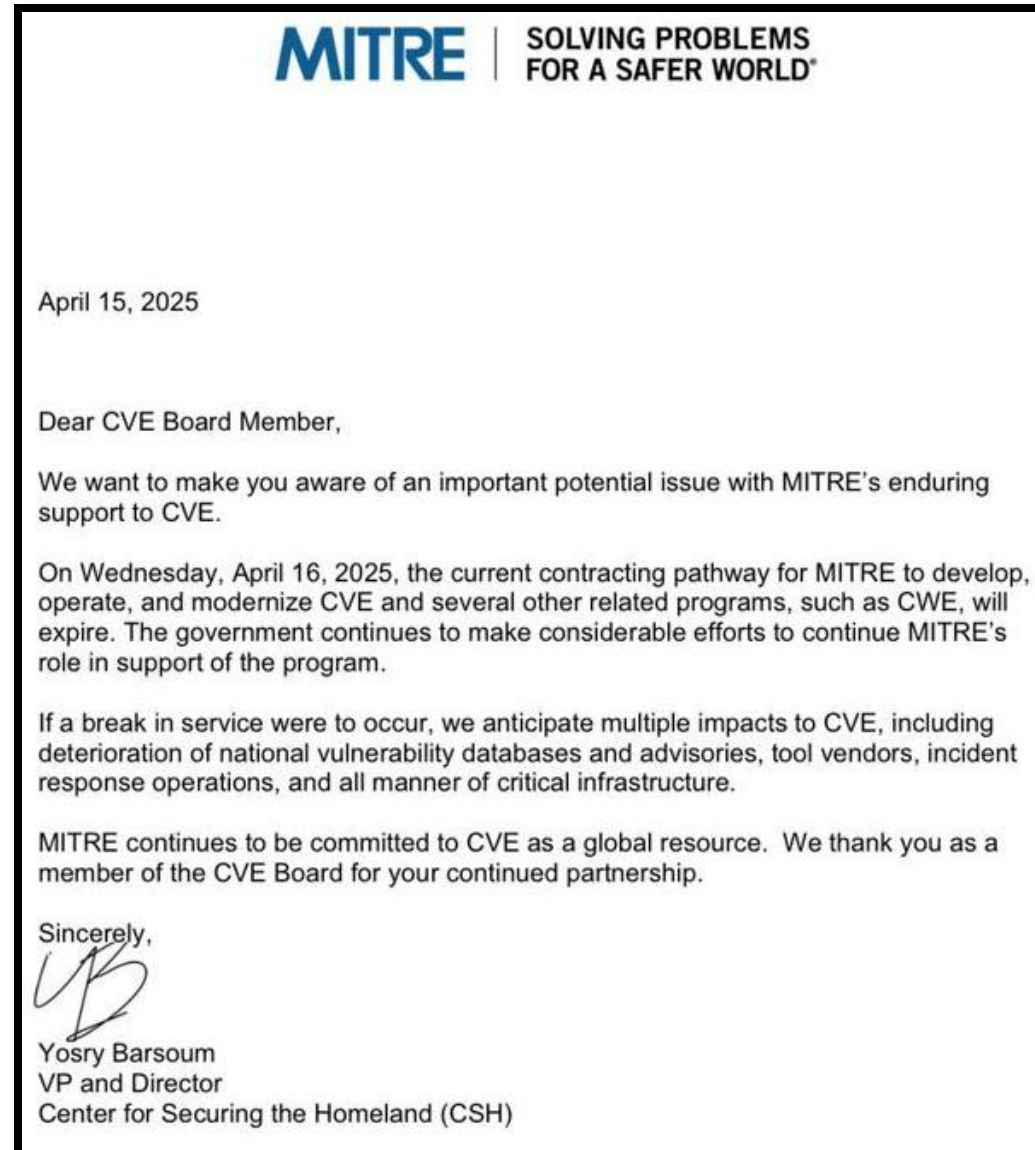 MITRE
SOLVING PROBLEMS
FOR A SAFER WORLD®
April 15, 2025
Dear CVE Board Member,
We want to make you aware of an important potential issue with MITRE’s enduring
support to CVE.
On Wednesday, April 16, 2025, the current contracting pathway for MITRE to develop,
operate, and modernize CVE and several other related programs, such as CWE, will
expire. The government continues to make considerable efforts to continue MITRE’s
role in support of the program.
If a break in service were to occur, we anticipate multiple impacts to CVE, including
deterioration of national vulnerability databases and advisories, tool vendors, incident
response operations, and all manner of critical infrastructure.
MITRE continues to be committed to CVE as a global resource.  We thank you as a
member of the CVE Board for your continued partnership.
Sincerely,
YB
Yosry Barsoum
VP and Director
Center for Securing the Homeland (CSH)